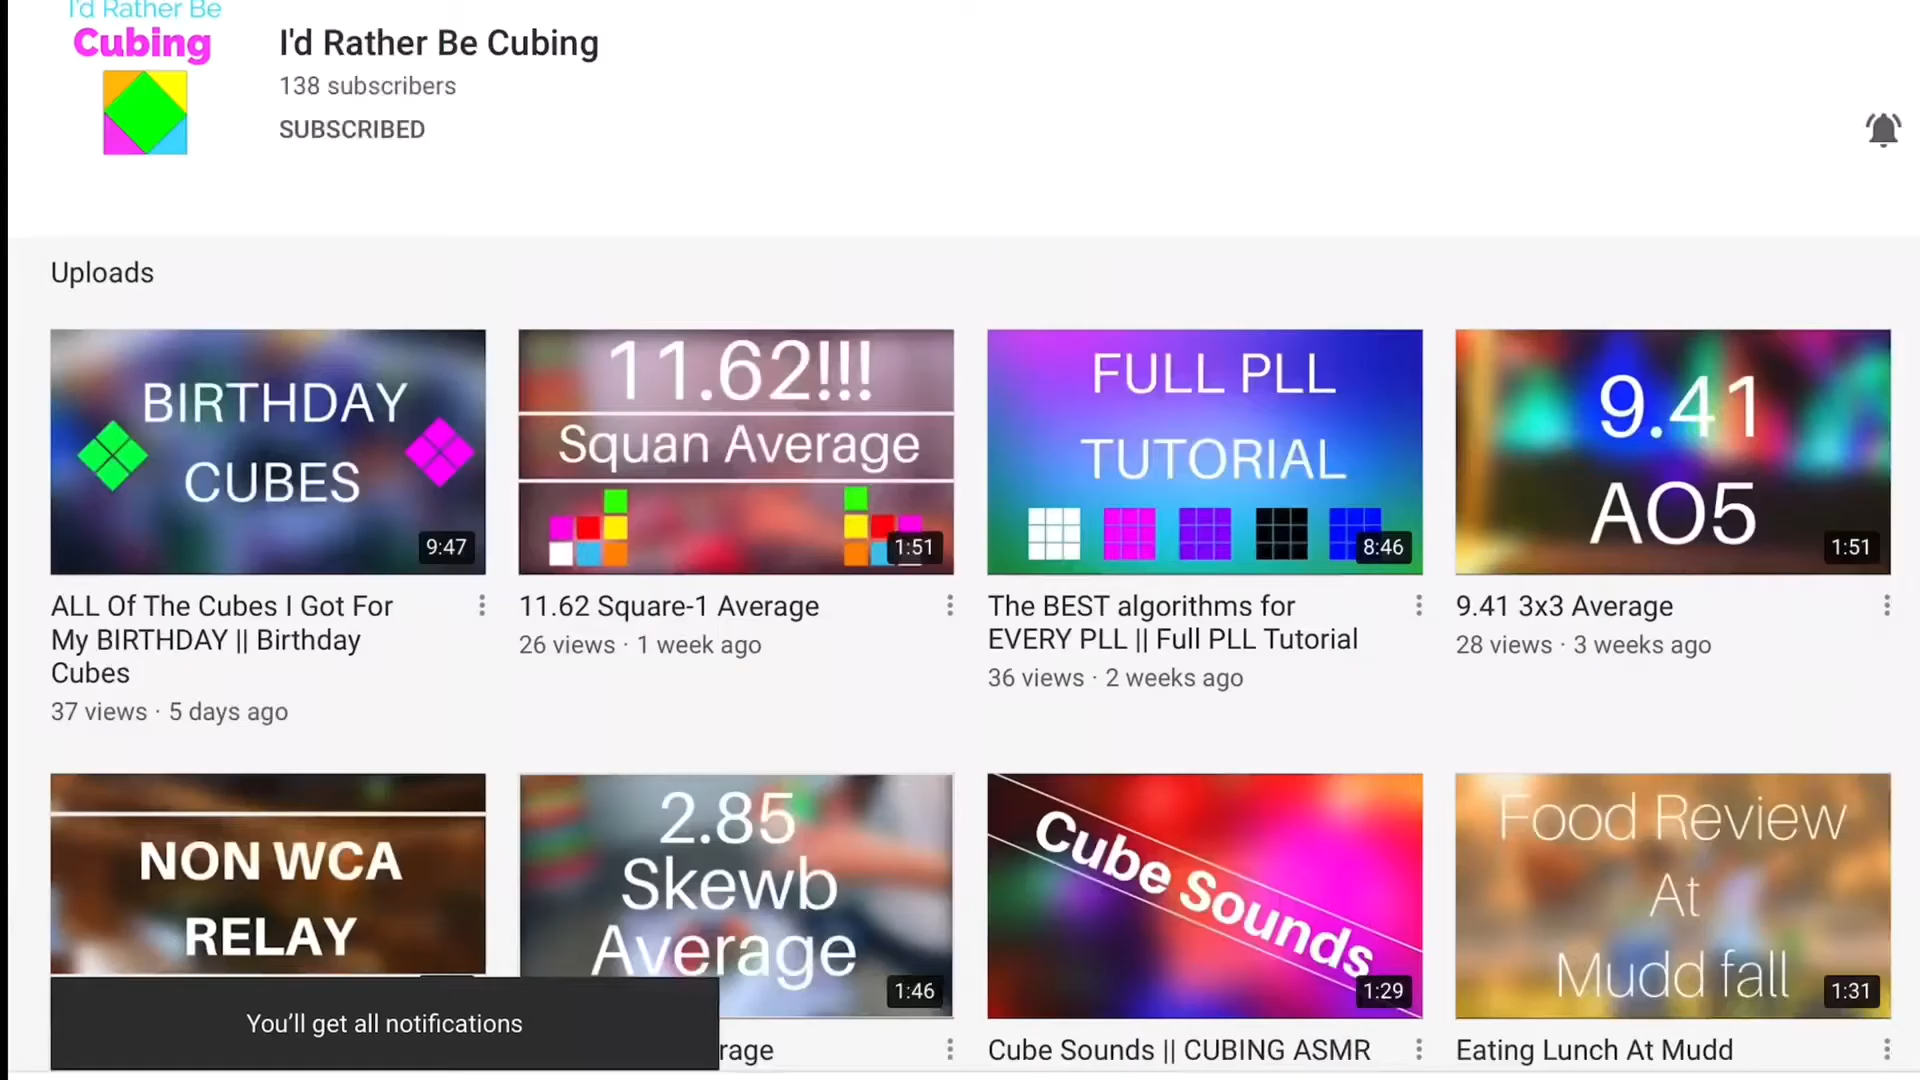 I'd Rather Be
Cubing
I'd Rather Be Cubing
138 subscribers
SUBSCRIBED
Uploads
BIRTHDAY
CUBES
9:47
11.62!!!
Squan Average
1:51
FULL PLL
TUTORIAL
8:46
9.41
AO5
1:51
ALL Of The Cubes I Got For
My BIRTHDAY || Birthday
Cubes
37 views · 5 days ago
11.62 Square-1 Average
26 views · 1 week ago
The BEST algorithms for
EVERY PLL || Full PLL Tutorial
36 views · 2 weeks ago
9.41 3x3 Average
28 views · 3 weeks ago
NON WCA
RELAY
2.85
Skewb
Average
1:46
Cube Sounds
1:29
Food Review
At
Mudd fall
1:31
You'll get all notifications
rage
Cube Sounds || CUBING ASMR
Eating Lunch At Mudd